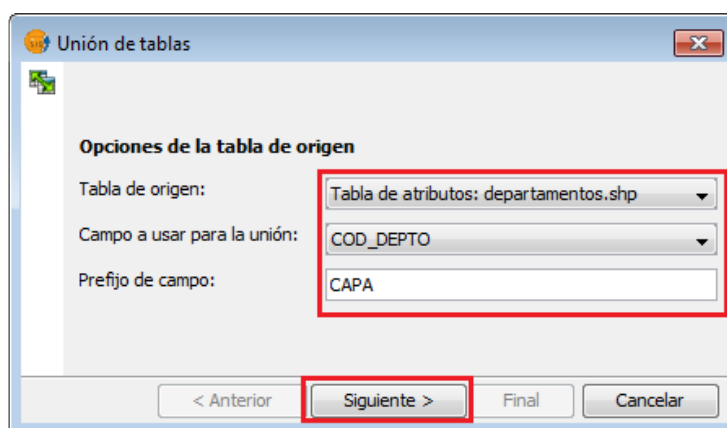 Unión de tablas
Opciones de la tabla de origen
Tabla de origen: Tabla de atributos: departamentos.shp
Campo a usar para la unión: COD_DEPTO
Prefijo de campo: CAPA
< Anterior Siguiente > Final Cancelar